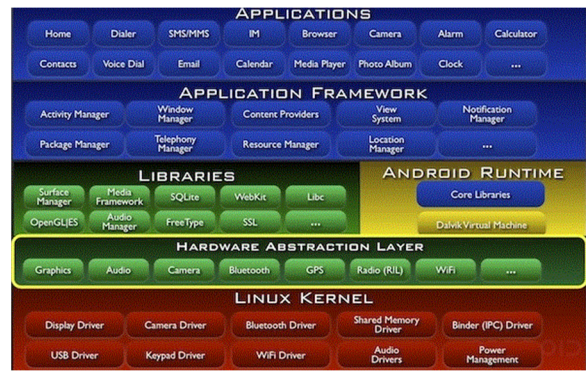 APPLICATIONS
Home Dialer SMS/MMS IM Browser Camera Alarm Calculator
Contacts Voice Dial Email Calendar Media Player Photo Album Clock ...
APPLICATION FRAMEWORK
Activity Manager Window Manager Content Providers View System Notification Manager
Package Manager Telephony Manager Resource Manager Location Manager ...
LIBRARIES
Surface Manager Media Framework SQLite WebKit Libc
OpenGL|ES Audio Manager FreeType SSL ...
ANDROID RUNTIME
Core Libraries
Dalvik Virtual Machine
HARDWARE ABSTRACTION LAYER
Graphics Audio Camera Bluetooth GPS Radio (RIL) WiFi ...
LINUX KERNEL
Display Driver Camera Driver Bluetooth Driver Shared Memory Driver Binder (IPC) Driver
USB Driver Keypad Driver WiFi Driver Audio Drivers Power Management